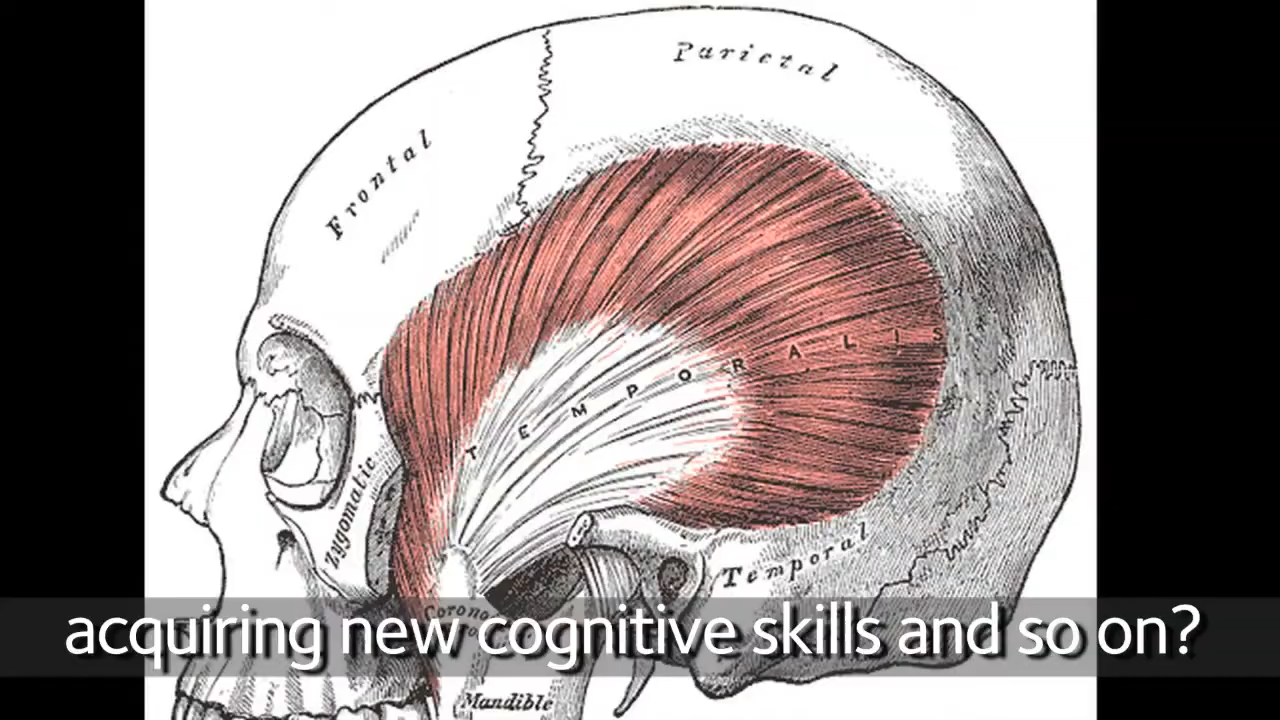 Parietal
Frontal
TEMPORALIS
Zygomatic
Temporal
acquiring new cognitive skills and so on?
Mandible